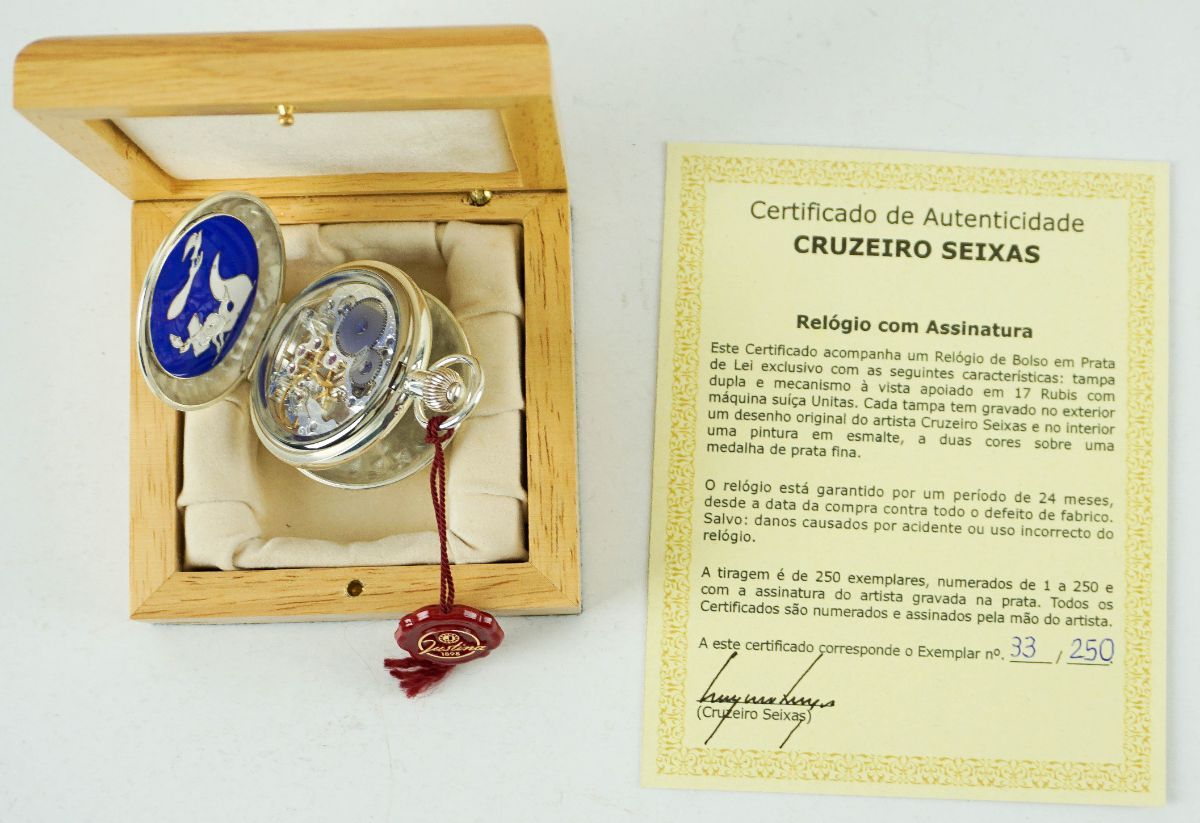 Certificado de Autenticidade
CRUZEIRO SEIXAS
Relógio com Assinatura
Este Certificado acompanha um Relógio de Bolso em Prata
de Lei exclusivo com as seguintes características: tampa
dupla e mecanismo à vista apoiado em 17 Rubis com
máquina suíça Unitas. Cada tampa tem gravado no exterior
um desenho original do artista Cruzeiro Seixas e no interior
uma pintura em esmalte, a duas cores sobre uma
medalha de prata fina.
O relógio está garantido por um período de 24 meses,
desde a data da compra contra todo o defeito de fabrico.
Salvo: danos causados por acidente ou uso incorrecto do
relógio.
A tiragem é de 250 exemplares, numerados de 1 a 250 e
com a assinatura do artista gravada na prata. Todos os
Certificados são numerados e assinados pela mão do artista.
A este certificado corresponde o Exemplar nº. 33 / 250
(Cruzeiro Seixas)
Justina
1898